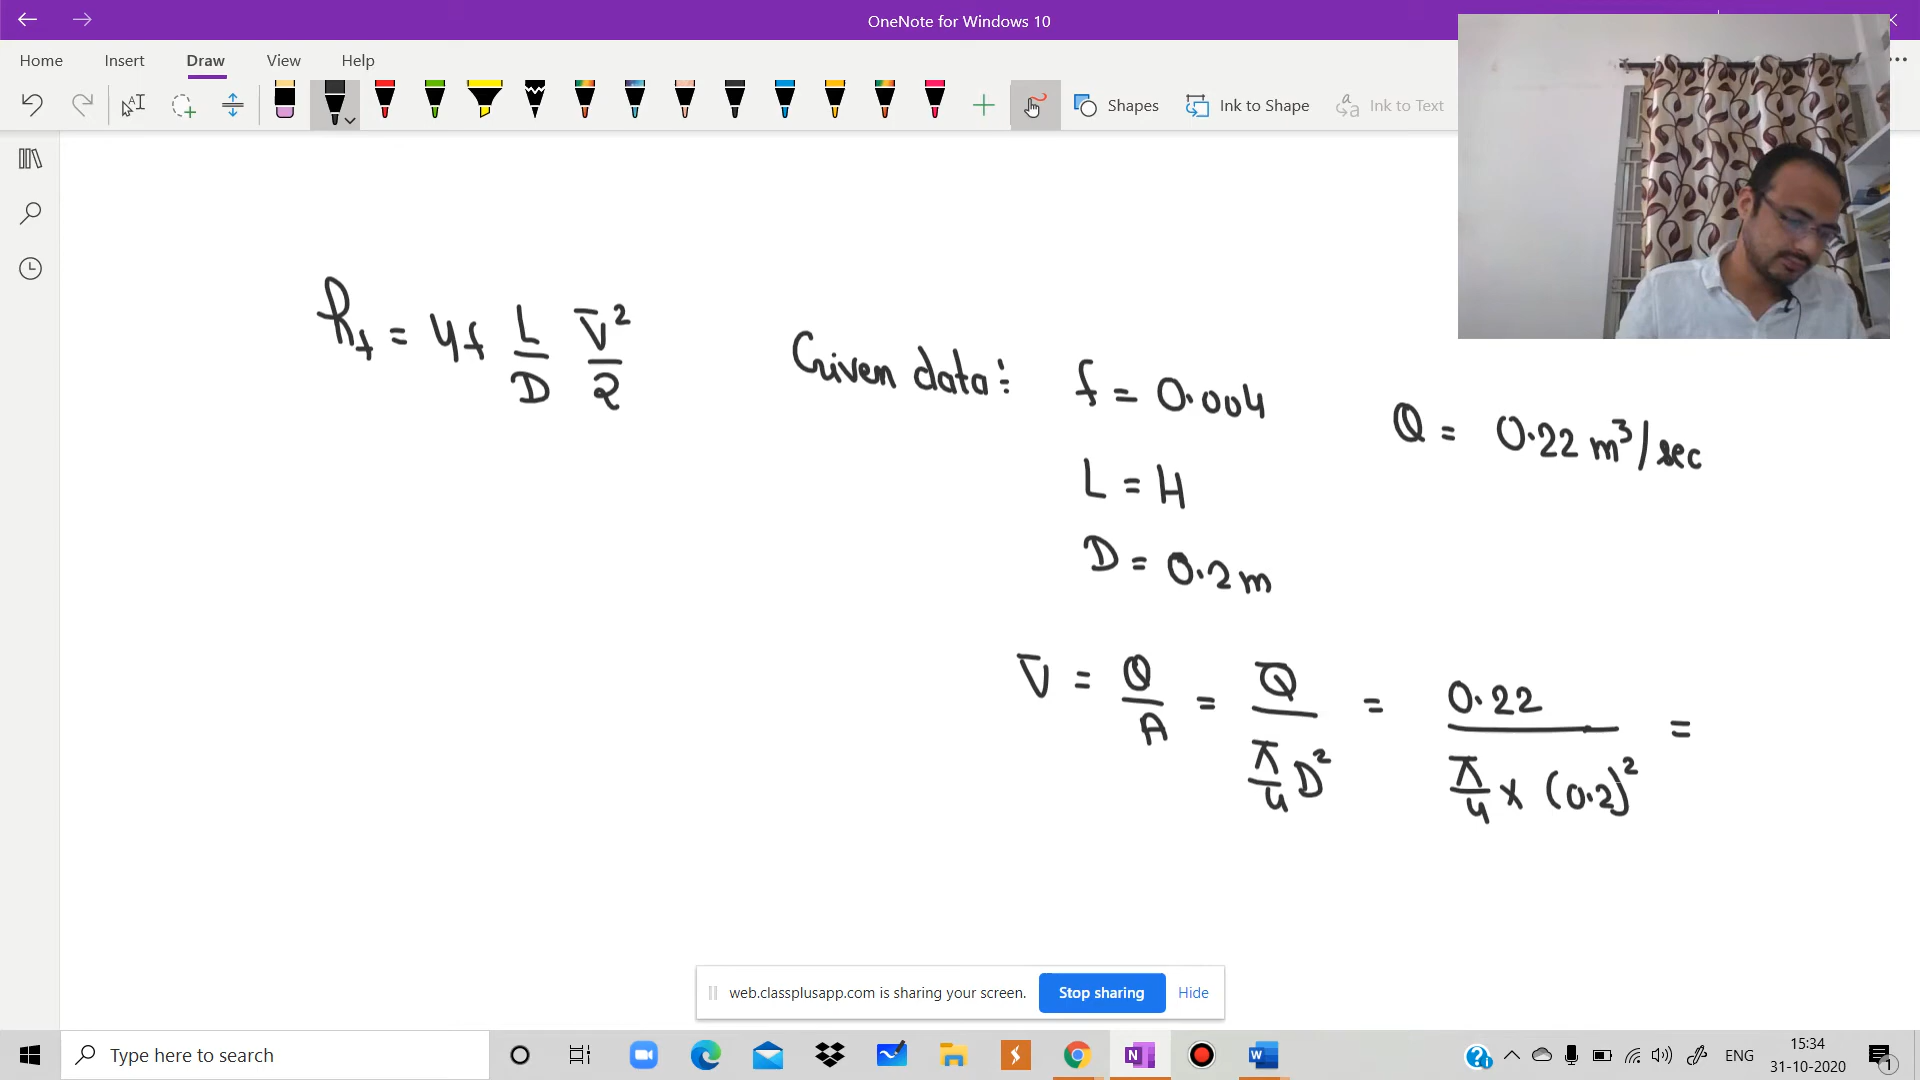 OneNote for Windows 10
Home Insert Draw View Help
Shapes Ink to Shape Ink to Text
h_f = 4f L/D V̅²/2
Given data: f = 0.004
Q = 0.22 m³/sec
L = H
D = 0.2 m
V̅ = Q/A = Q/(π/4 D²) = 0.22/(π/4 × (0.2)²) =
web.classplusapp.com is sharing your screen. Stop sharing Hide
Type here to search
ENG
15:34
31-10-2020
1